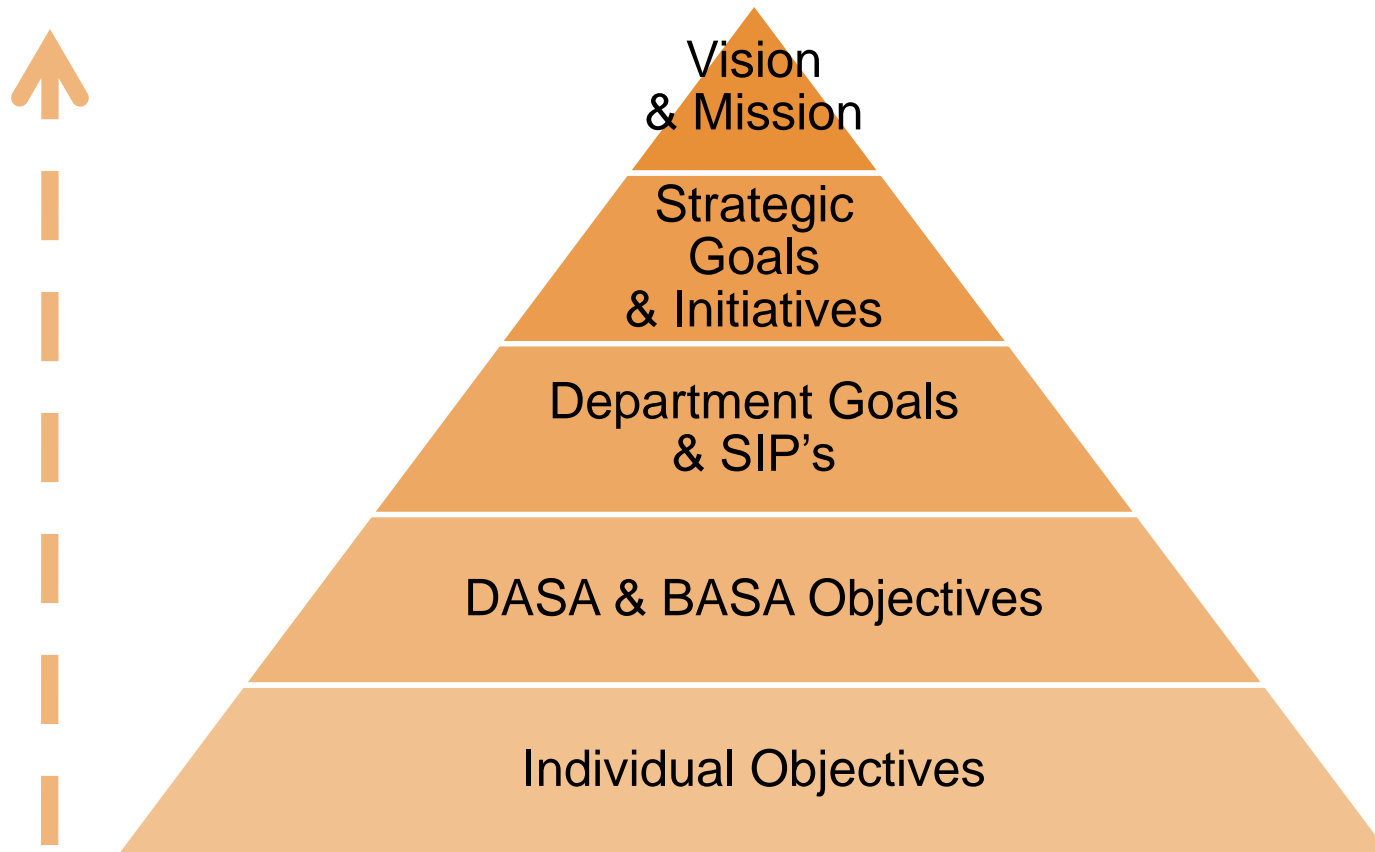 Vision
& Mission
Strategic
Goals
& Initiatives
Department Goals
& SIP’s
DASA & BASA Objectives
Individual Objectives